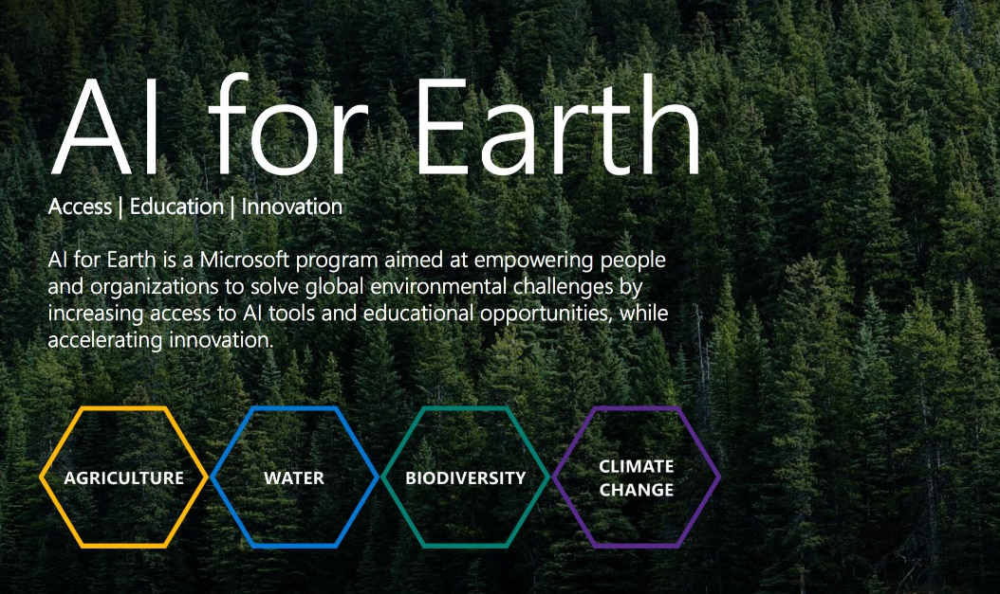 AI for Earth
Access | Education | Innovation
AI for Earth is a Microsoft program aimed at empowering people
and organizations to solve global environmental challenges by
increasing access to AI tools and educational opportunities, while
accelerating innovation.
AGRICULTURE
WATER
BIODIVERSITY
CLIMATE
CHANGE